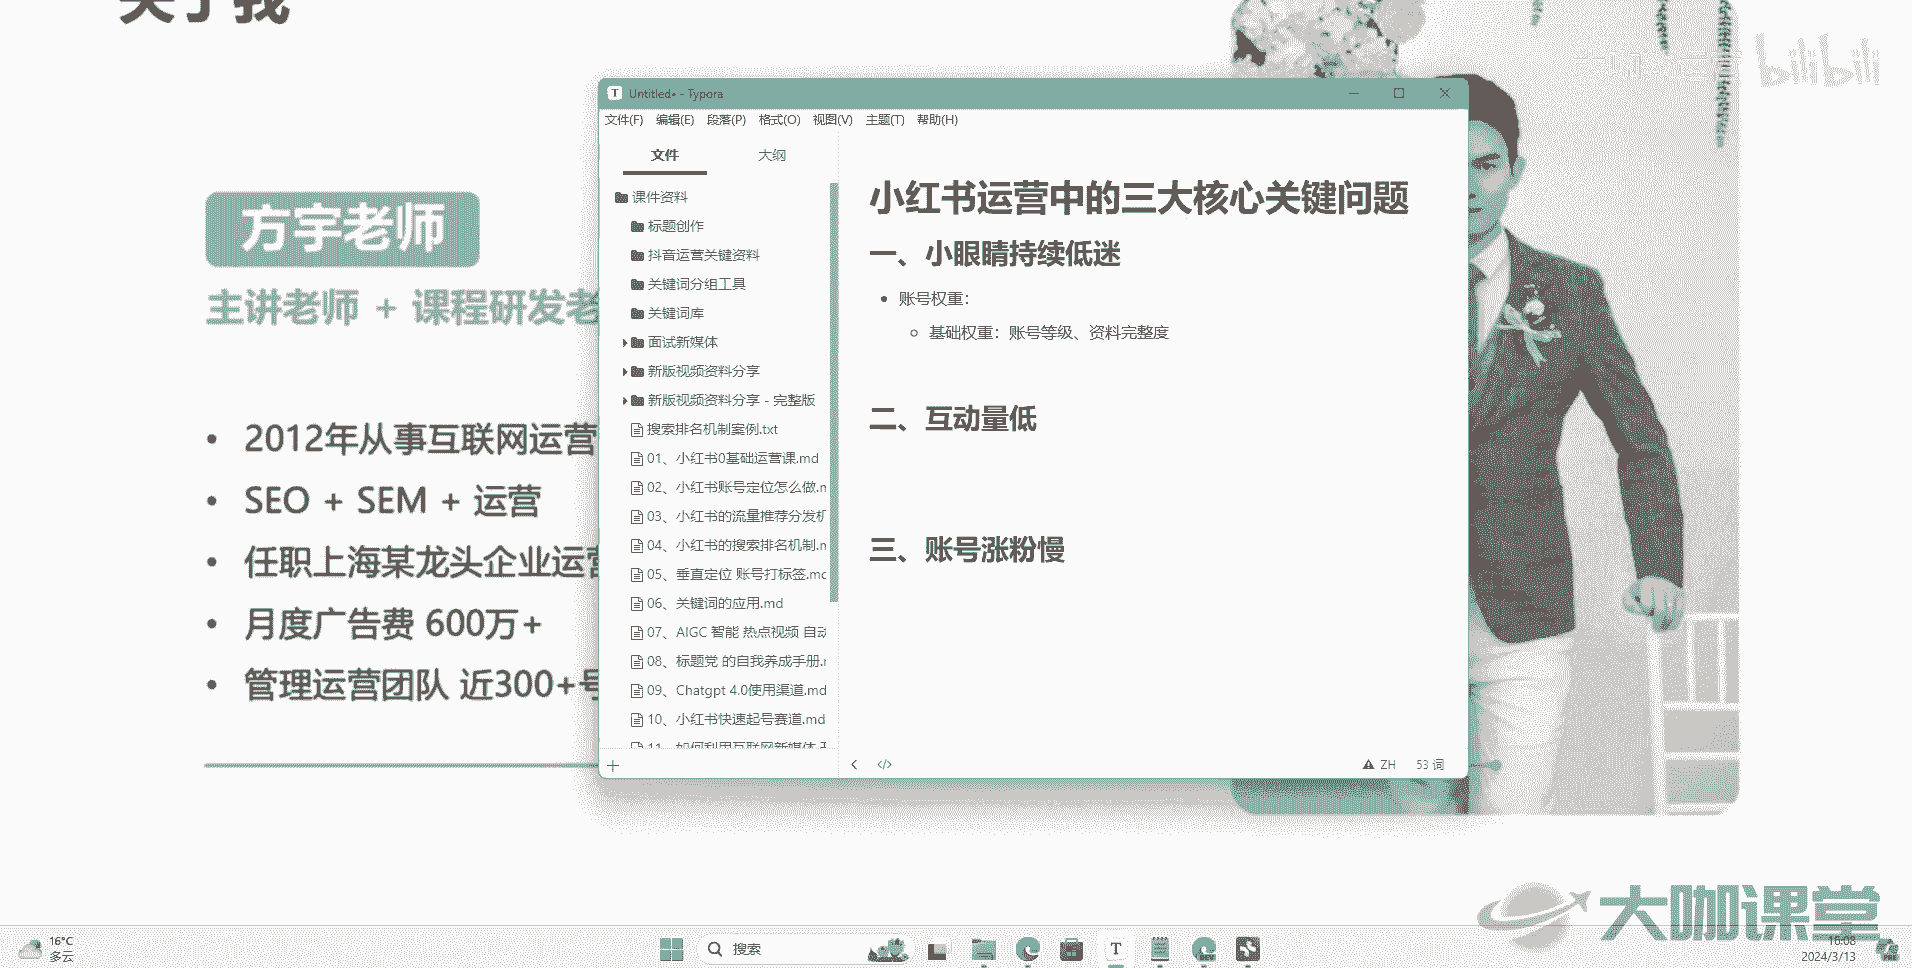 关于我
bilibili
方宇老师
主讲老师 + 课程研发老
2012年从事互联网运营
SEO + SEM + 运营
任职上海某龙头企业运营
月度广告费 600万+
管理运营团队 近300+号
Untitled• - Typora
文件(F) 编辑(E) 段落(P) 格式(O) 视图(V) 主题(T) 帮助(H)
文件 大纲
课件资料
标题创作
抖音运营关键资料
关键词分组工具
关键词库
面试新媒体
新版视频资料分享
新版视频资料分享 - 完整版
搜索排名机制案例.txt
01、小红书0基础运营课.md
02、小红书账号定位怎么做.m
03、小红书的流量推荐分发机
04、小红书的搜索排名机制.m
05、垂直定位 账号打标签.mc
06、关键词的应用.md
07、AIGC 智能 热点视频 自动
08、标题党 的自我养成手册.r
09、Chatgpt 4.0使用渠道.md
10、小红书快速起号赛道.md
11、如何利用互联网新媒体
小红书运营中的三大核心关键问题
一、小眼睛持续低迷
账号权重：
基础权重：账号等级、资料完整度
二、互动量低
三、账号涨粉慢
ZH 53 词
大咖课堂
16°C
多云
搜索
16:08
2024/3/13